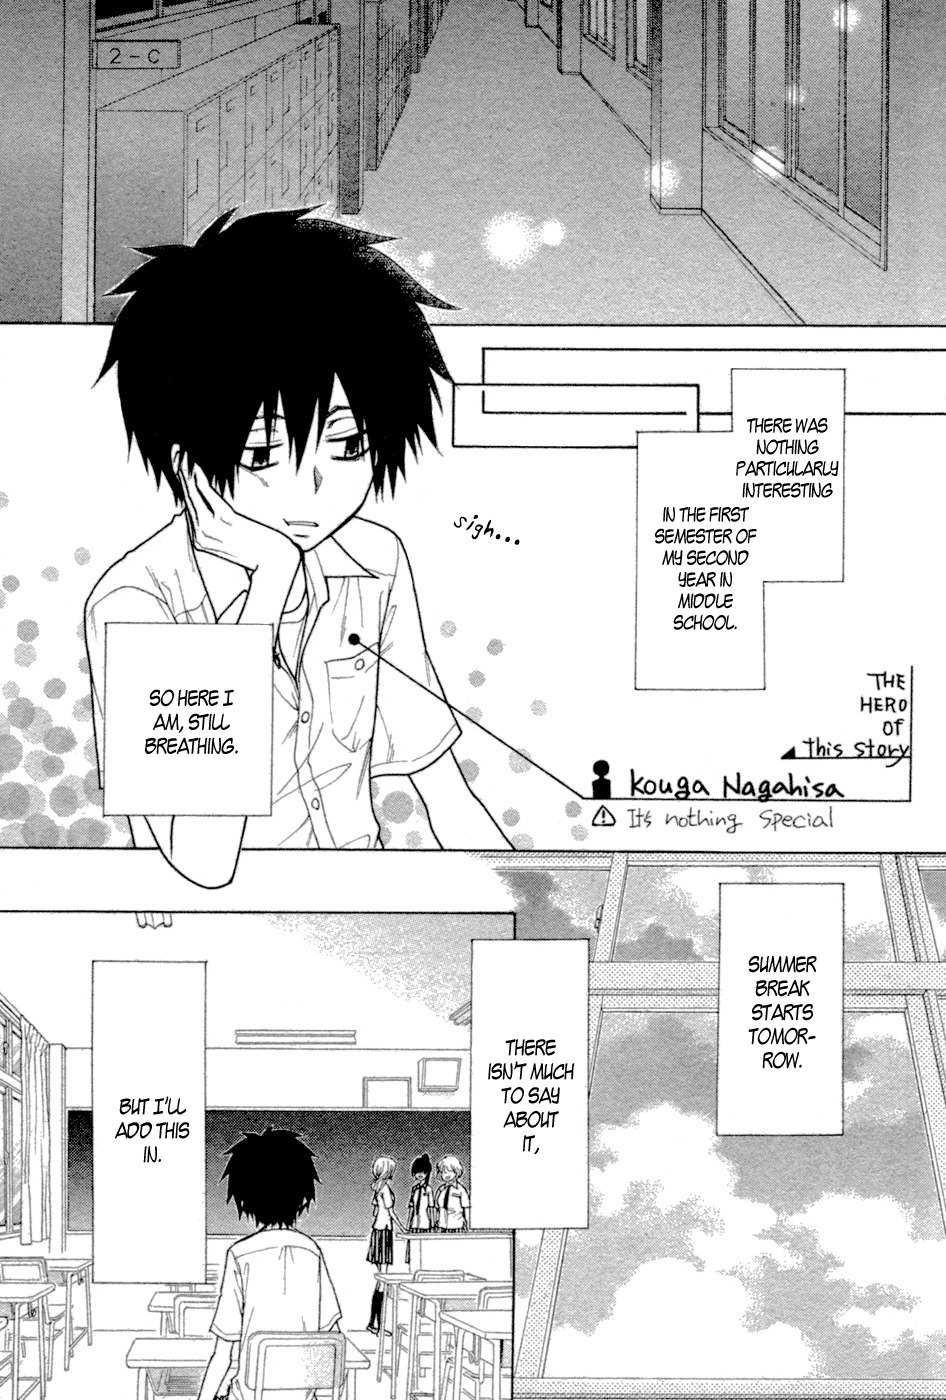 2-C
THERE WAS
NOTHING
PARTICULARLY
INTERESTING
IN THE FIRST
SEMESTER OF
MY SECOND
YEAR IN
MIDDLE
SCHOOL.
sigh...
SO HERE I
AM, STILL
BREATHING.
THE
HERO
OF
This story
Kouga Nagahisa
It's nothing Special
SUMMER
BREAK
STARTS
TOMOR-
ROW.
THERE
ISN'T MUCH
TO SAY
ABOUT
IT,
BUT I'LL
ADD THIS
IN.